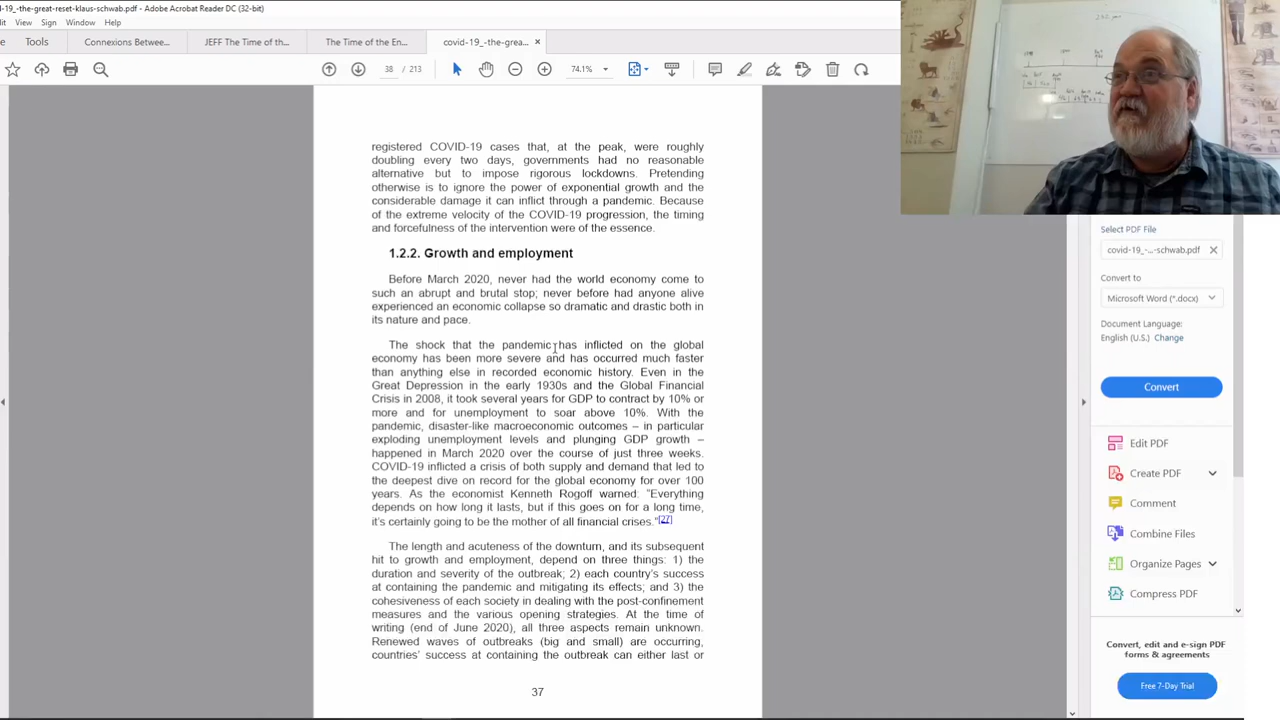 -19_-the-great-reset-klaus-schwab.pdf - Adobe Acrobat Reader DC (32-bit)
View Sign Window Help
Tools Connexions Betwee... JEFF The Time of th... The Time of the En... covid-19_-the-grea...
38 / 213 74.1%
registered COVID-19 cases that, at the peak, were roughly
doubling every two days, governments had no reasonable
alternative but to impose rigorous lockdowns. Pretending
otherwise is to ignore the power of exponential growth and the
considerable damage it can inflict through a pandemic. Because
of the extreme velocity of the COVID-19 progression, the timing
and forcefulness of the intervention were of the essence.
1.2.2. Growth and employment
Before March 2020, never had the world economy come to
such an abrupt and brutal stop; never before had anyone alive
experienced an economic collapse so dramatic and drastic both in
its nature and pace.
The shock that the pandemic has inflicted on the global
economy has been more severe and has occurred much faster
than anything else in recorded economic history. Even in the
Great Depression in the early 1930s and the Global Financial
Crisis in 2008, it took several years for GDP to contract by 10% or
more and for unemployment to soar above 10%. With the
pandemic, disaster-like macroeconomic outcomes – in particular
exploding unemployment levels and plunging GDP growth –
happened in March 2020 over the course of just three weeks.
COVID-19 inflicted a crisis of both supply and demand that led to
the deepest dive on record for the global economy for over 100
years. As the economist Kenneth Rogoff warned: "Everything
depends on how long it lasts, but if this goes on for a long time,
it's certainly going to be the mother of all financial crises."[27]
The length and acuteness of the downturn, and its subsequent
hit to growth and employment, depend on three things: 1) the
duration and severity of the outbreak; 2) each country's success
at containing the pandemic and mitigating its effects; and 3) the
cohesiveness of each society in dealing with the post-confinement
measures and the various opening strategies. At the time of
writing (end of June 2020), all three aspects remain unknown.
Renewed waves of outbreaks (big and small) are occurring,
countries' success at containing the outbreak can either last or
37
Select PDF File
covid-19_-...-schwab.pdf
Convert to
Microsoft Word (*.docx)
Document Language:
English (U.S.) Change
Convert
Edit PDF
Create PDF
Comment
Combine Files
Organize Pages
Compress PDF
Convert, edit and e-sign PDF
forms & agreements
Free 7-Day Trial